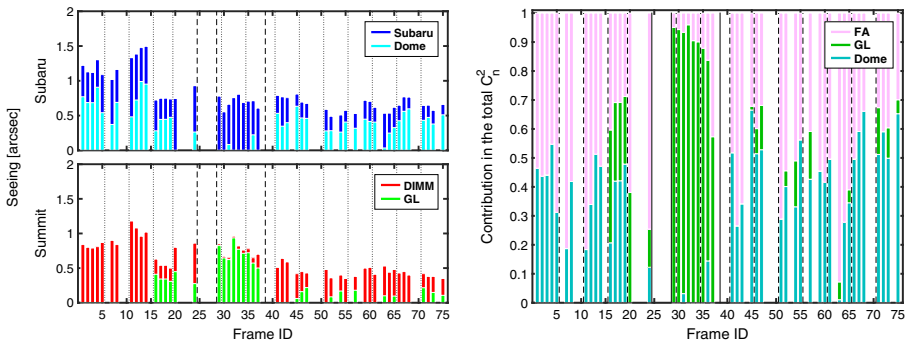 Seeing [arcsec]
Subaru
2
1.5
1
0.5
0
Subaru
Dome
Summit
2
1.5
1
0.5
0
DIMM
GL
0 5 10 15 20 25 30 35 40 45 50 55 60 65 70 75
Frame ID
Contribution in the total C_n^2
1
0.9
0.8
0.7
0.6
0.5
0.4
0.3
0.2
0.1
0
FA
GL
Dome
5 10 15 20 25 30 35 40 45 50 55 60 65 70 75
Frame ID